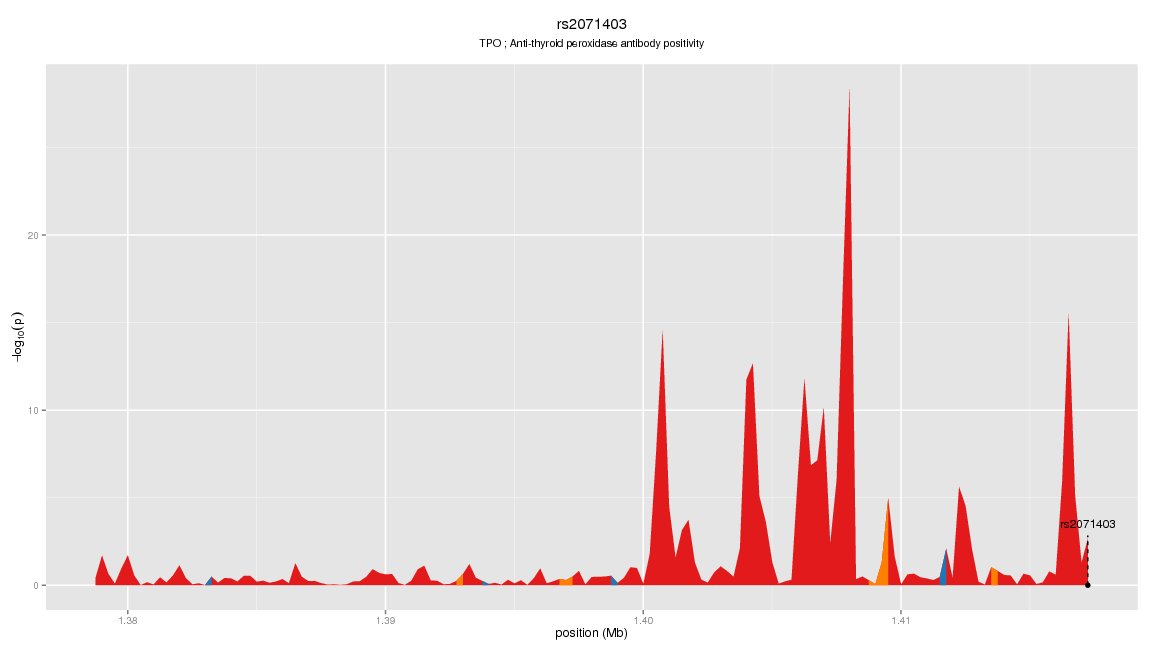 rs2071403
TPO ; Anti-thyroid peroxidase antibody positivity
−log10(p)
20
10
0
rs2071403
1.38
1.39
1.40
1.41
position (Mb)